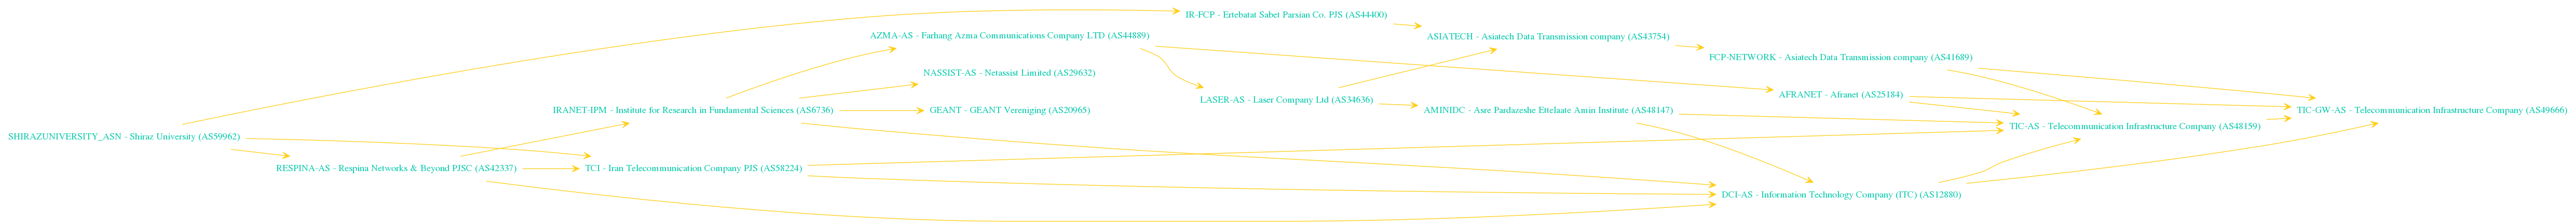 IR-FCP - Ertebatat Sabet Parsian Co. PJS (AS44400)
AZMA-AS - Farhang Azma Communications Company LTD (AS44889)
ASIATECH - Asiatech Data Transmission company (AS43754)
FCP-NETWORK - Asiatech Data Transmission company (AS41689)
NASSIST-AS - Netassist Limited (AS29632)
LASER-AS - Laser Company Ltd (AS34636)
AFRANET - Afranet (AS25184)
IRANET-IPM - Institute for Research in Fundamental Sciences (AS6736)
GEANT - GEANT Vereniging (AS20965)
AMINIDC - Asre Pardazeshe Ettelaate Amin Institute (AS48147)
TIC-GW-AS - Telecommunication Infrastructure Company (AS49666)
TIC-AS - Telecommunication Infrastructure Company (AS48159)
SHIRAZUNIVERSITY_ASN - Shiraz University (AS59962)
RESPINA-AS - Respina Networks & Beyond PJSC (AS42337)
TCI - Iran Telecommunication Company PJS (AS58224)
DCI-AS - Information Technology Company (ITC) (AS12880)